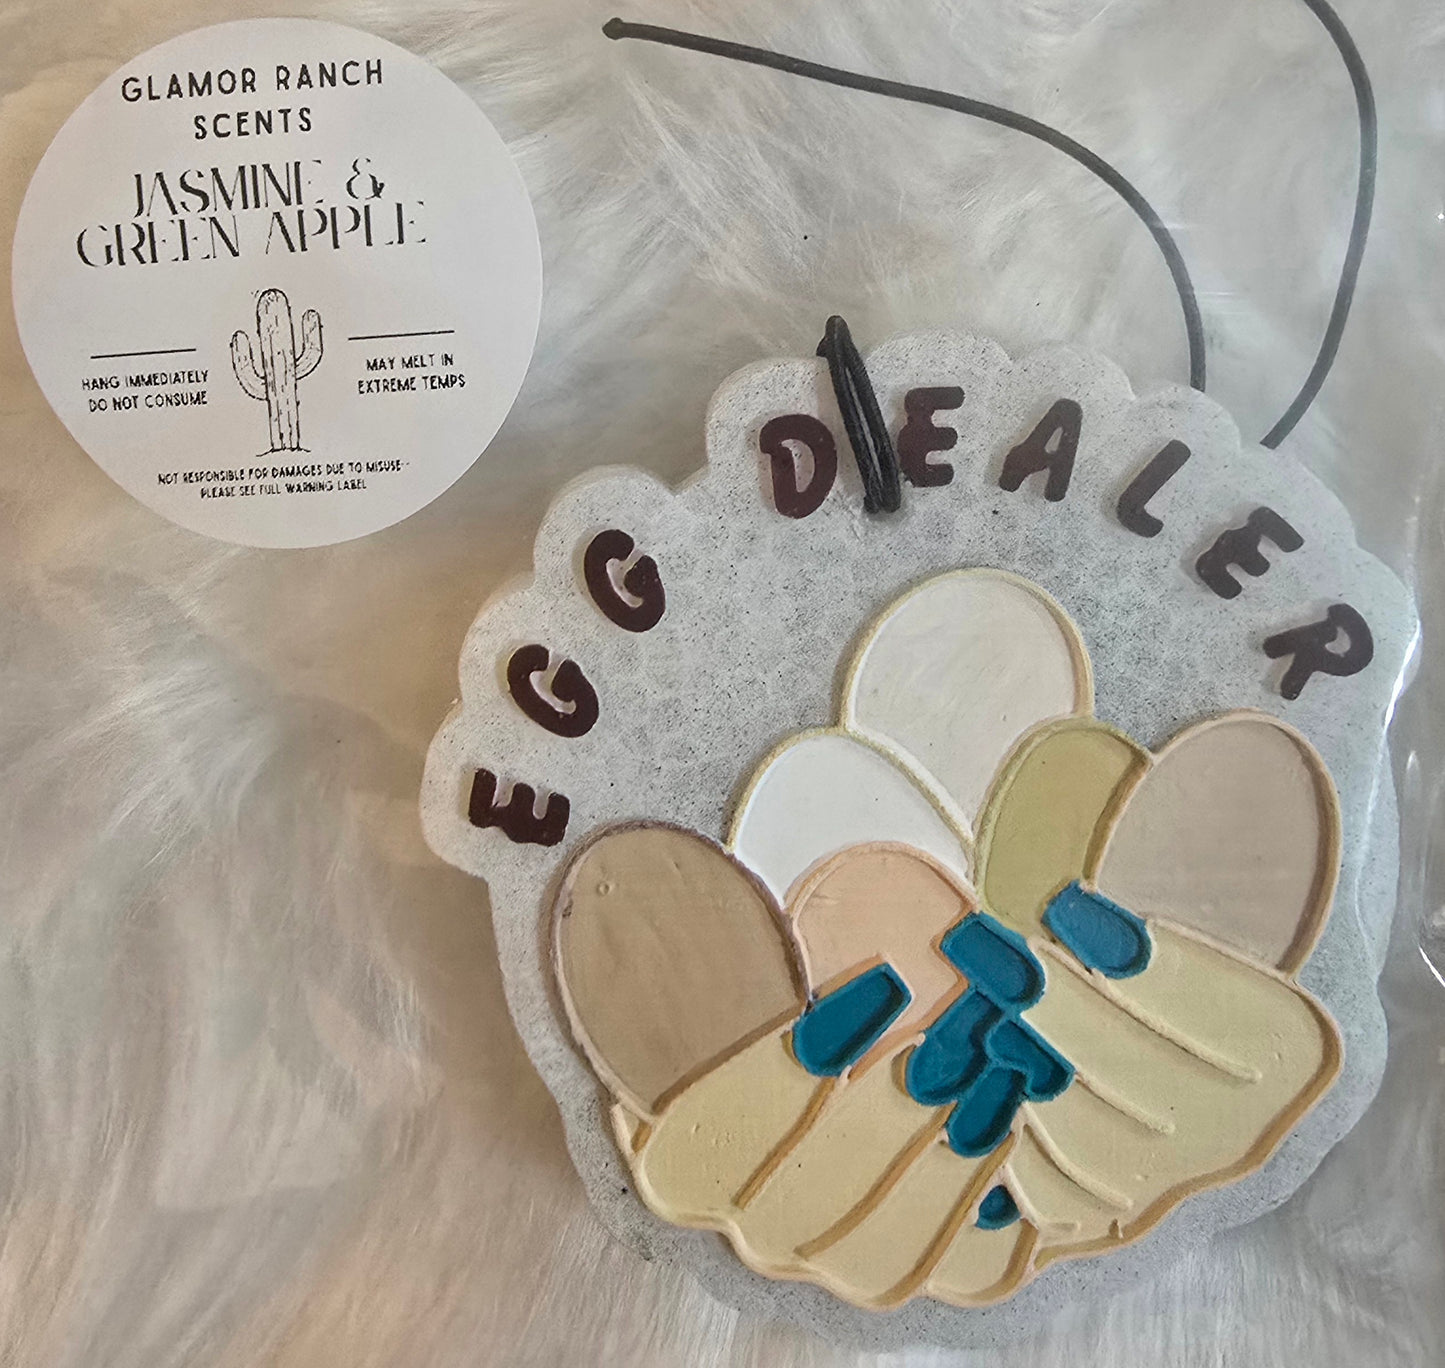 GLAMOR RANCH
SCENTS
JASMINE &
GREEN APPLE
HANG IMMEDIATELY
DO NOT CONSUME
MAY MELT IN
EXTREME TEMPS
NOT RESPONSIBLE FOR DAMAGES DUE TO MISUSE--
PLEASE SEE FULL WARNING LABEL
EGG DEALER